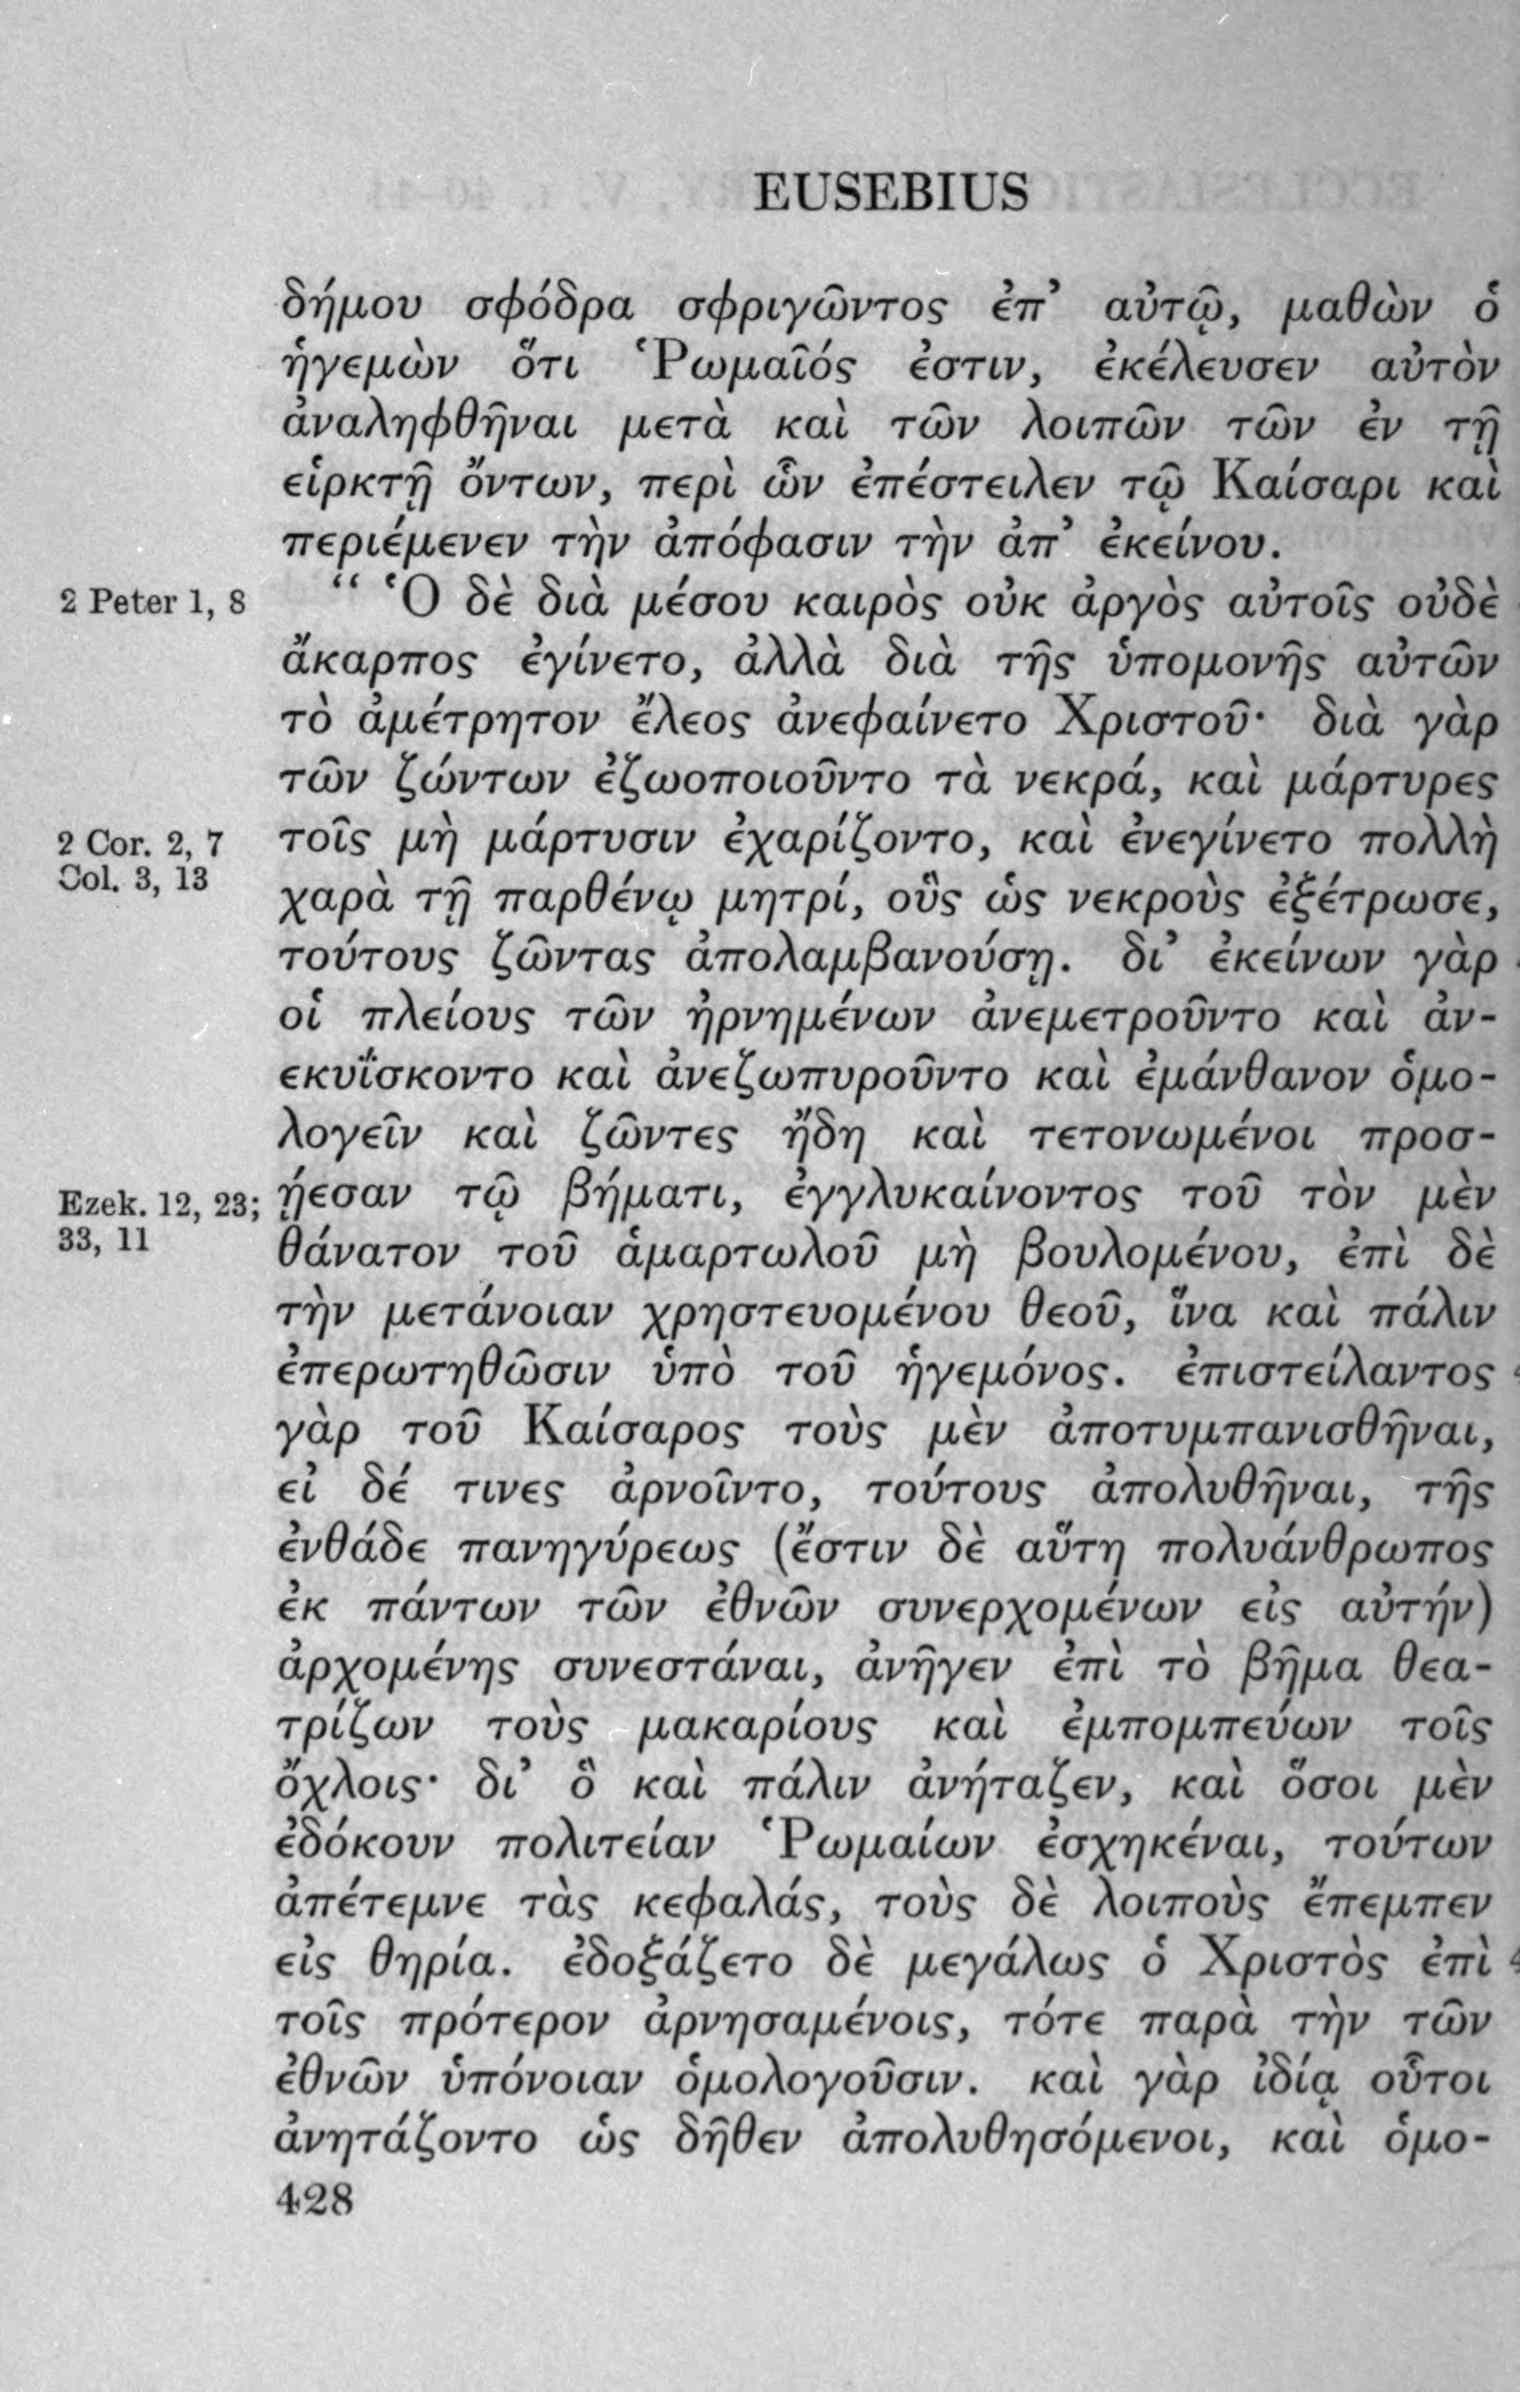 EUSEBIUS
δήμου σφόδρα σφριγῶντος ἐπ’ αὐτῷ, μαθὼν ὁ
ἡγεμὼν ὅτι Ῥωμαῖός ἐστιν, ἐκέλευσεν αὐτὸν
ἀναληφθῆναι μετὰ καὶ τῶν λοιπῶν τῶν ἐν τῇ
εἱρκτῇ ὄντων, περὶ ὧν ἐπέστειλεν τῷ Καίσαρι καὶ
περιέμενεν τὴν ἀπόφασιν τὴν ἀπ’ ἐκείνου.
2 Peter 1, 8 “ Ὁ δὲ διὰ μέσου καιρὸς οὐκ ἀργὸς αὐτοῖς οὐδὲ
ἄκαρπος ἐγίνετο, ἀλλὰ διὰ τῆς ὑπομονῆς αὐτῶν
τὸ ἀμέτρητον ἔλεος ἀνεφαίνετο Χριστοῦ· διὰ γὰρ
τῶν ζώντων ἐζωοποιοῦντο τὰ νεκρά, καὶ μάρτυρες
2 Cor. 2, 7 τοῖς μὴ μάρτυσιν ἐχαρίζοντο, καὶ ἐνεγίνετο πολλὴ
Col. 3, 13 χαρὰ τῇ παρθένῳ μητρί, οὓς ὡς νεκροὺς ἐξέτρωσε,
τούτους ζῶντας ἀπολαμβανούσῃ. δι’ ἐκείνων γὰρ
οἱ πλείους τῶν ἠρνημένων ἀνεμετροῦντο καὶ ἀν-
εκυΐσκοντο καὶ ἀνεζωπυροῦντο καὶ ἐμάνθανον ὁμο-
λογεῖν καὶ ζῶντες ἤδη καὶ τετονωμένοι προσ-
Ezek. 12, 23; ῄεσαν τῷ βήματι, ἐγγλυκαίνοντος τοῦ τὸν μὲν
33, 11 θάνατον τοῦ ἁμαρτωλοῦ μὴ βουλομένου, ἐπὶ δὲ
τὴν μετάνοιαν χρηστευομένου θεοῦ, ἵνα καὶ πάλιν
ἐπερωτηθῶσιν ὑπὸ τοῦ ἡγεμόνος. ἐπιστείλαντος
γὰρ τοῦ Καίσαρος τοὺς μὲν ἀποτυμπανισθῆναι,
εἰ δέ τινες ἀρνοῖντο, τούτους ἀπολυθῆναι, τῆς
ἐνθάδε πανηγύρεως (ἔστιν δὲ αὕτη πολυάνθρωπος
ἐκ πάντων τῶν ἐθνῶν συνερχομένων εἰς αὐτήν)
ἀρχομένης συνεστάναι, ἀνῆγεν ἐπὶ τὸ βῆμα θεα-
τρίζων τοὺς μακαρίους καὶ ἐμπομπεύων τοῖς
ὄχλοις· δι’ ὃ καὶ πάλιν ἀνήταζεν, καὶ ὅσοι μὲν
ἐδόκουν πολιτείαν Ῥωμαίων ἐσχηκέναι, τούτων
ἀπέτεμνε τὰς κεφαλάς, τοὺς δὲ λοιποὺς ἔπεμπεν
εἰς θηρία. ἐδοξάζετο δὲ μεγάλως ὁ Χριστὸς ἐπὶ
τοῖς πρότερον ἀρνησαμένοις, τότε παρὰ τὴν τῶν
ἐθνῶν ὑπόνοιαν ὁμολογοῦσιν. καὶ γὰρ ἰδίᾳ οὗτοι
ἀνητάζοντο ὡς δῆθεν ἀπολυθησόμενοι, καὶ ὁμο-
428